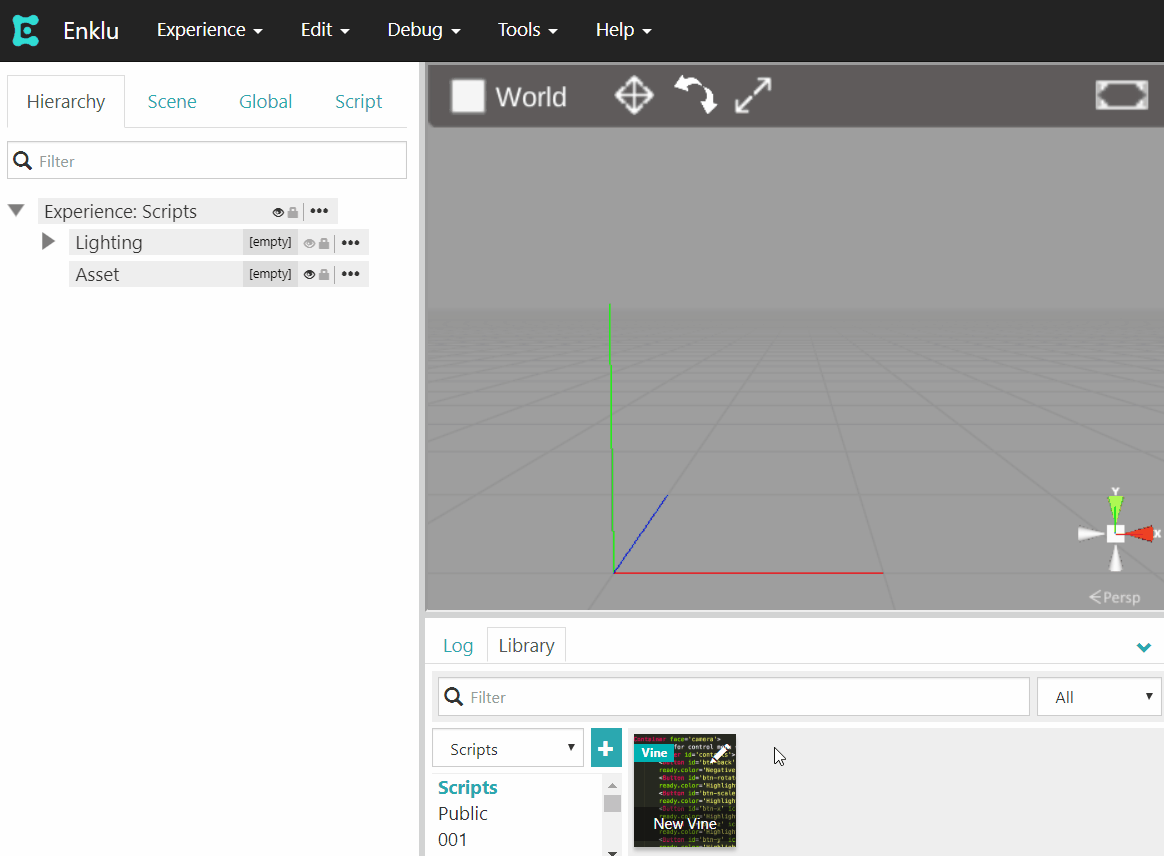 Enklu Experience Edit Debug Tools Help
Hierarchy Scene Global Script
World
Filter
Experience: Scripts
Lighting [empty]
Asset [empty]
Y
X
Persp
Log Library
Filter
All
Scripts
Scripts
Public
001
Vine
New Vine